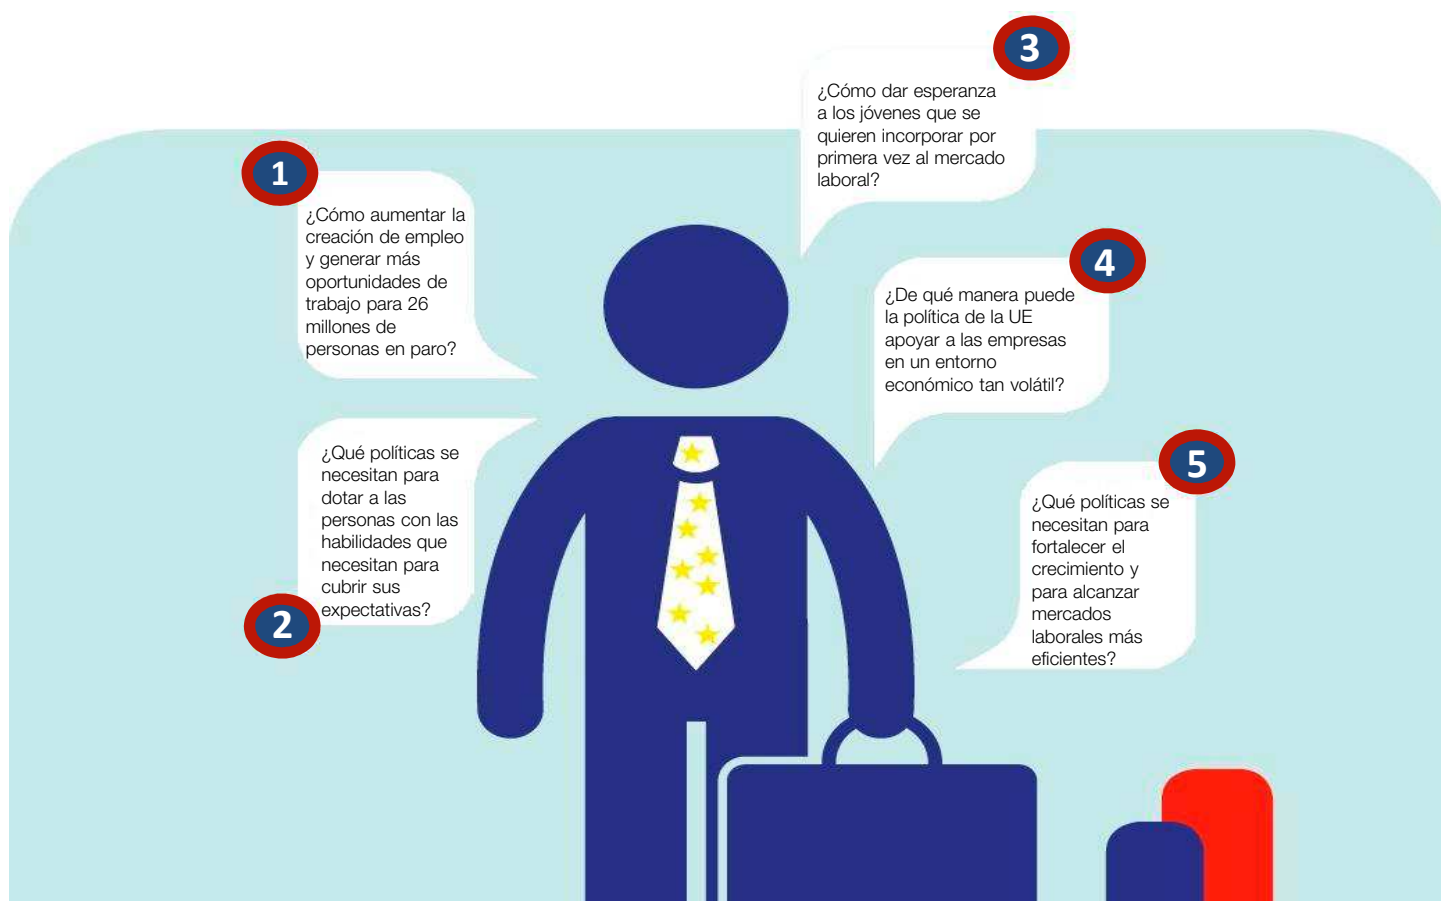 1
¿Cómo aumentar la
creación de empleo
y generar más
oportunidades de
trabajo para 26
millones de
personas en paro?
2
¿Qué políticas se
necesitan para
dotar a las
personas con las
habilidades que
necesitan para
cubrir sus
expectativas?
3
¿Cómo dar esperanza
a los jóvenes que se
quieren incorporar por
primera vez al mercado
laboral?
4
¿De qué manera puede
la política de la UE
apoyar a las empresas
en un entorno
económico tan volátil?
5
¿Qué políticas se
necesitan para
fortalecer el
crecimiento y
para alcanzar
mercados
laborales más
eficientes?